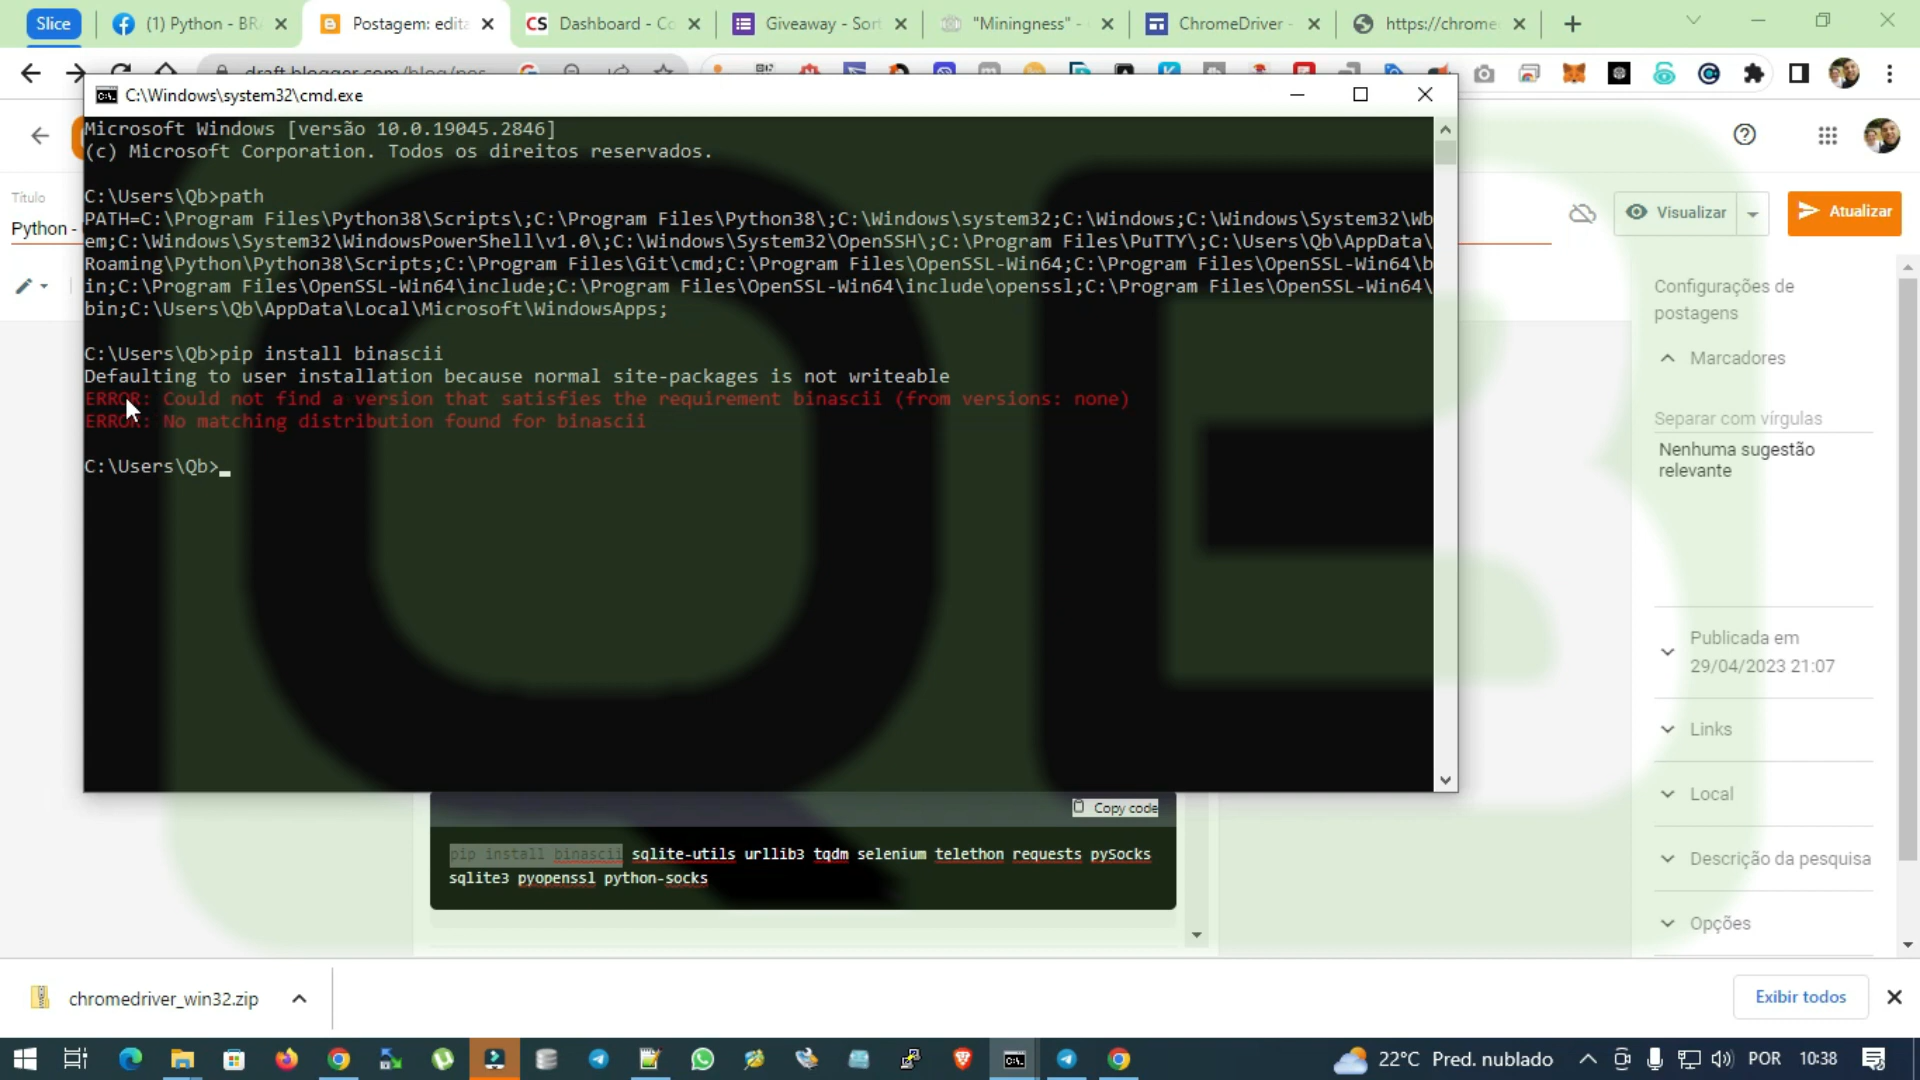 Slice
(1) Python - BR
Postagem: edita
Dashboard - Co
Giveaway - Sort
"Miningness" -
ChromeDriver -
https://chrome
C:\Windows\system32\cmd.exe
Microsoft Windows [versão 10.0.19045.2846]
(c) Microsoft Corporation. Todos os direitos reservados.
C:\Users\Qb>path
PATH=C:\Program Files\Python38\Scripts\;C:\Program Files\Python38\;C:\Windows\system32;C:\Windows;C:\Windows\System32\Wb
em;C:\Windows\System32\WindowsPowerShell\v1.0\;C:\Windows\System32\OpenSSH\;C:\Program Files\PuTTY\;C:\Users\Qb\AppData\
Roaming\Python\Python38\Scripts;C:\Program Files\Git\cmd;C:\Program Files\OpenSSL-Win64;C:\Program Files\OpenSSL-Win64\b
in;C:\Program Files\OpenSSL-Win64\include;C:\Program Files\OpenSSL-Win64\include\openssl;C:\Program Files\OpenSSL-Win64\
bin;C:\Users\Qb\AppData\Local\Microsoft\WindowsApps;
C:\Users\Qb>pip install binascii
Defaulting to user installation because normal site-packages is not writeable
ERROR: Could not find a version that satisfies the requirement binascii (from versions: none)
ERROR: No matching distribution found for binascii
C:\Users\Qb>
Título
Python -
Visualizar
Atualizar
Configurações de
postagens
Marcadores
Separar com vírgulas
Nenhuma sugestão
relevante
Publicada em
29/04/2023 21:07
Links
Local
Descrição da pesquisa
Opções
Copy code
pip install binascii sqlite-utils urllib3 tqdm selenium telethon requests pySocks
sqlite3 pyopenssl python-socks
chromedriver_win32.zip
Exibir todos
22°C Pred. nublado
POR
10:38